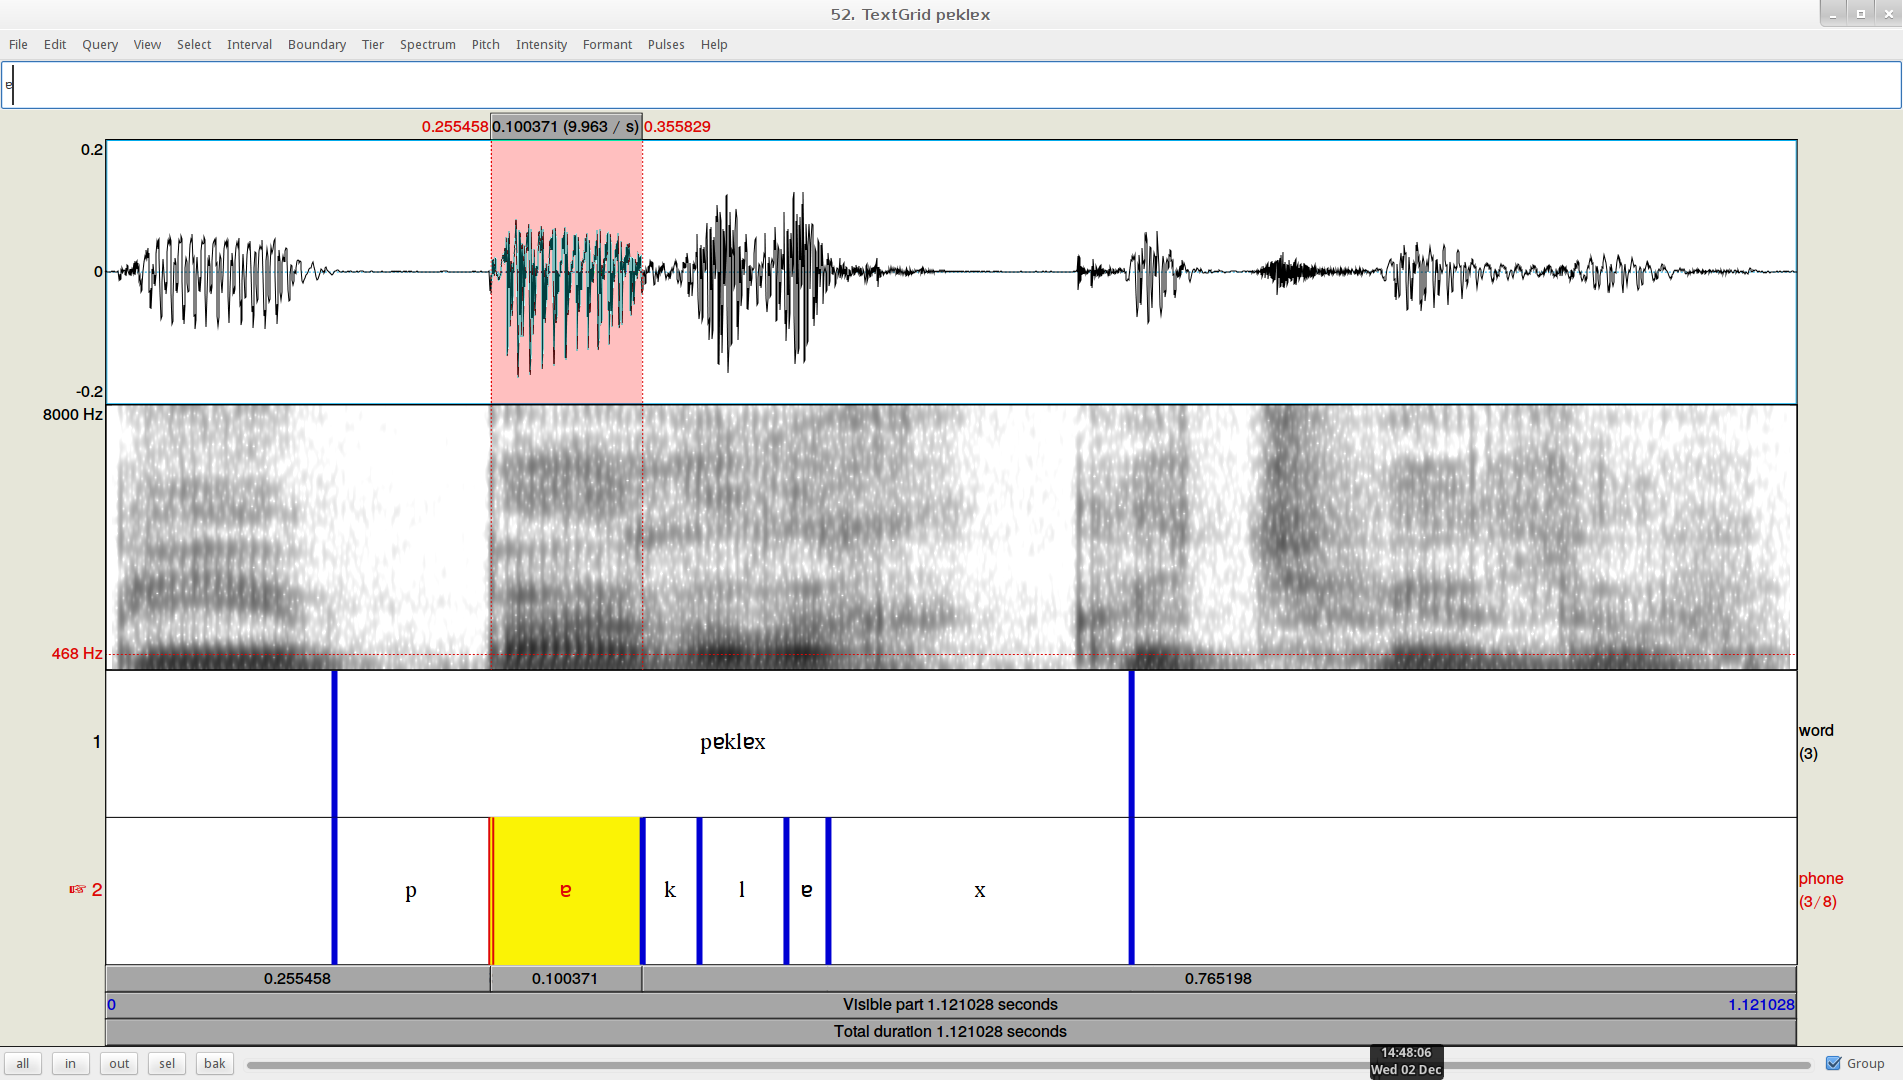 52. TextGrid pɐklɐx
File Edit Query View Select Interval Boundary Tier Spectrum Pitch Intensity Formant Pulses Help
ɐ
0.255458 0.100371 (9.963 / s) 0.355829
0.2
0
-0.2
8000 Hz
468 Hz
1 pɐklɐx word
(3)
☞ 2 p ɐ k l ɐ x phone
(3/8)
0.255458 0.100371 0.765198
0 Visible part 1.121028 seconds 1.121028
Total duration 1.121028 seconds
all in out sel bak Group
14:48:06
Wed 02 Dec